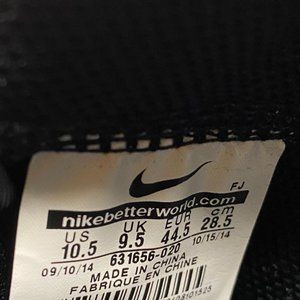 FJ
nikebetterworld.com
US UK EUR cm
10.5 9.5 44.5 28.5
09/10/14 631656-020 10/15/14
MADE IN CHINA
FABRIQUE EN CHINE